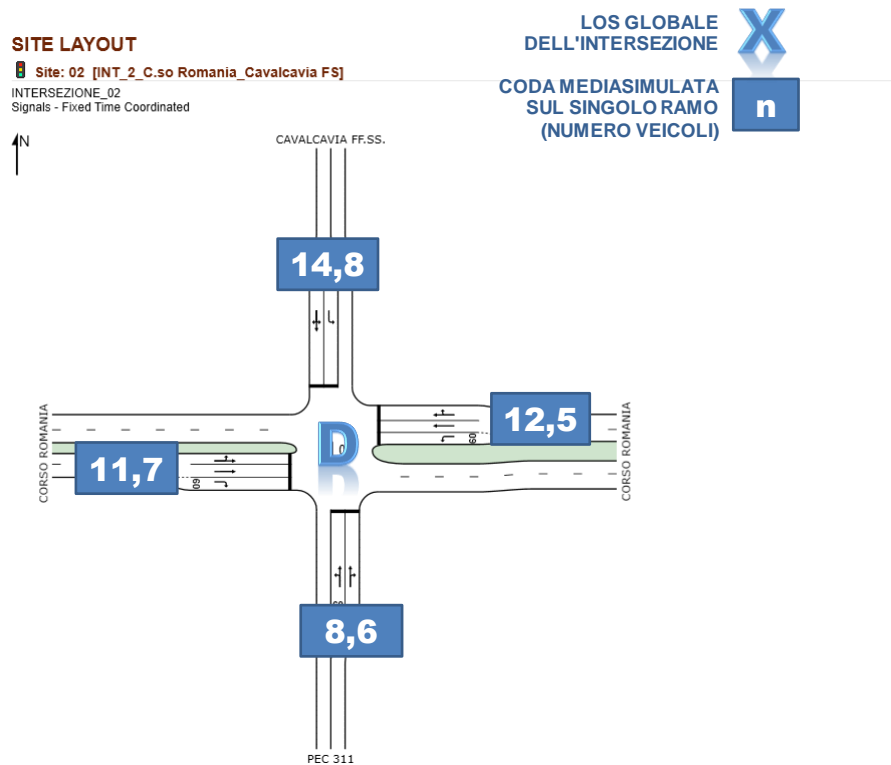 LOS GLOBALE
DELL'INTERSEZIONE
X
SITE LAYOUT
Site: 02 [INT_2_C.so Romania_Cavalcavia FS]
INTERSEZIONE_02
Signals - Fixed Time Coordinated
CODA MEDIASIMULATA
SUL SINGOLO RAMO
(NUMERO VEICOLI)
n
N
CAVALCAVIA FF.SS.
14,8
CORSO ROMANIA
12,5
60
CORSO ROMANIA
D
11,7
60
8,6
PEC 311